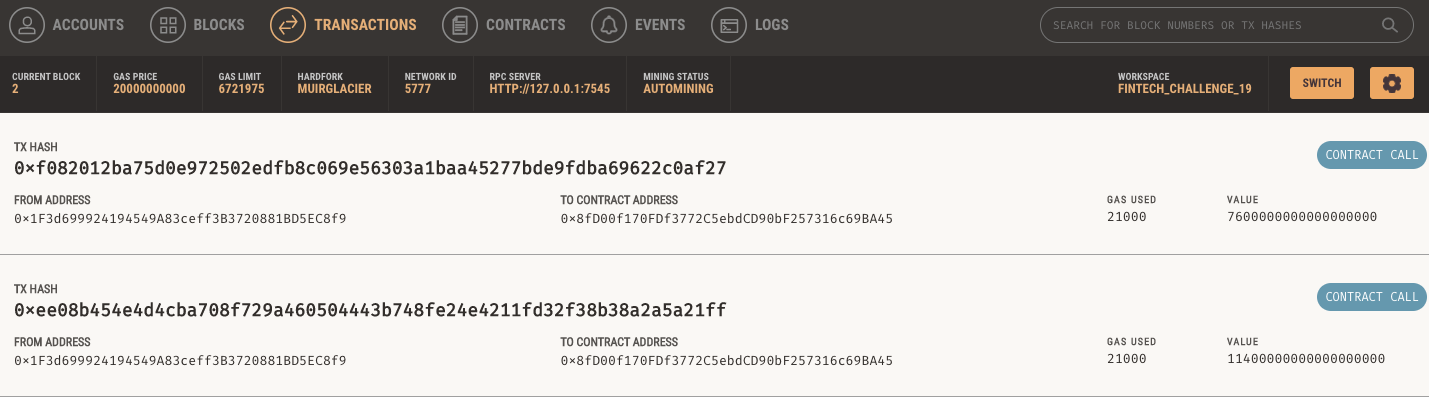 ACCOUNTS BLOCKS TRANSACTIONS CONTRACTS EVENTS LOGS SEARCH FOR BLOCK NUMBERS OR TX HASHES
CURRENT BLOCK GAS PRICE GAS LIMIT HARDFORK NETWORK ID RPC SERVER MINING STATUS WORKSPACE
2 20000000000 6721975 MUIRGLACIER 5777 HTTP://127.0.0.1:7545 AUTOMINING FINTECH_CHALLENGE_19 SWITCH
TX HASH
0×f082012ba75d0e972502edfb8c069e56303a1baa45277bde9fdba69622c0af27 CONTRACT CALL
FROM ADDRESS TO CONTRACT ADDRESS GAS USED VALUE
0×1F3d699924194549A83ceff3B3720881BD5EC8f9 0×8fD00f170FDf3772C5ebdCD90bF257316c69BA45 21000 7600000000000000000
TX HASH
0×ee08b454e4d4cba708f729a460504443b748fe24e4211fd32f38b38a2a5a21ff CONTRACT CALL
FROM ADDRESS TO CONTRACT ADDRESS GAS USED VALUE
0×1F3d699924194549A83ceff3B3720881BD5EC8f9 0×8fD00f170FDf3772C5ebdCD90bF257316c69BA45 21000 11400000000000000000